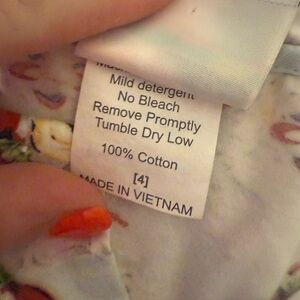 Mild detergent
No Bleach
Remove Promptly
Tumble Dry Low
100% Cotton
[4]
MADE IN VIETNAM